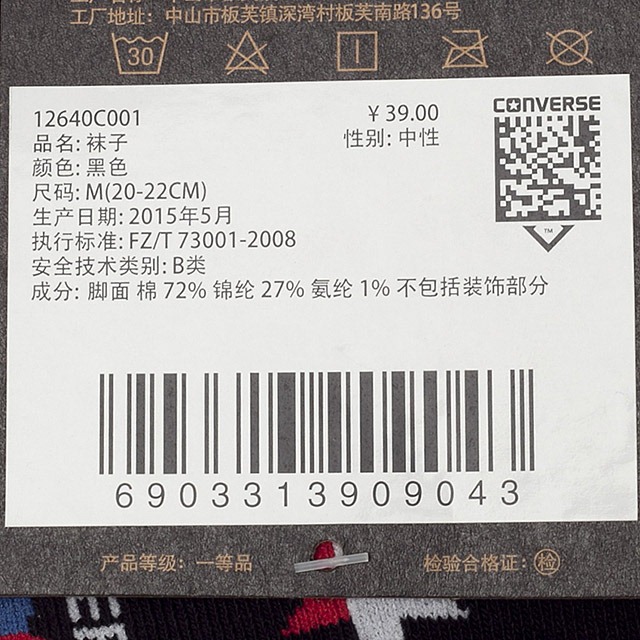 工厂地址：中山市板芙镇深湾村板芙南路136号
30
12640C001
￥39.00
品名: 袜子
性别: 中性
颜色: 黑色
尺码: M(20-22CM)
生产日期: 2015年5月
执行标准: FZ/T 73001-2008
安全技术类别: B类
成分: 脚面 棉 72% 锦纶 27% 氨纶 1% 不包括装饰部分
CONVERSE
TM
6903313909043
产品等级：一等品
检验合格证：检